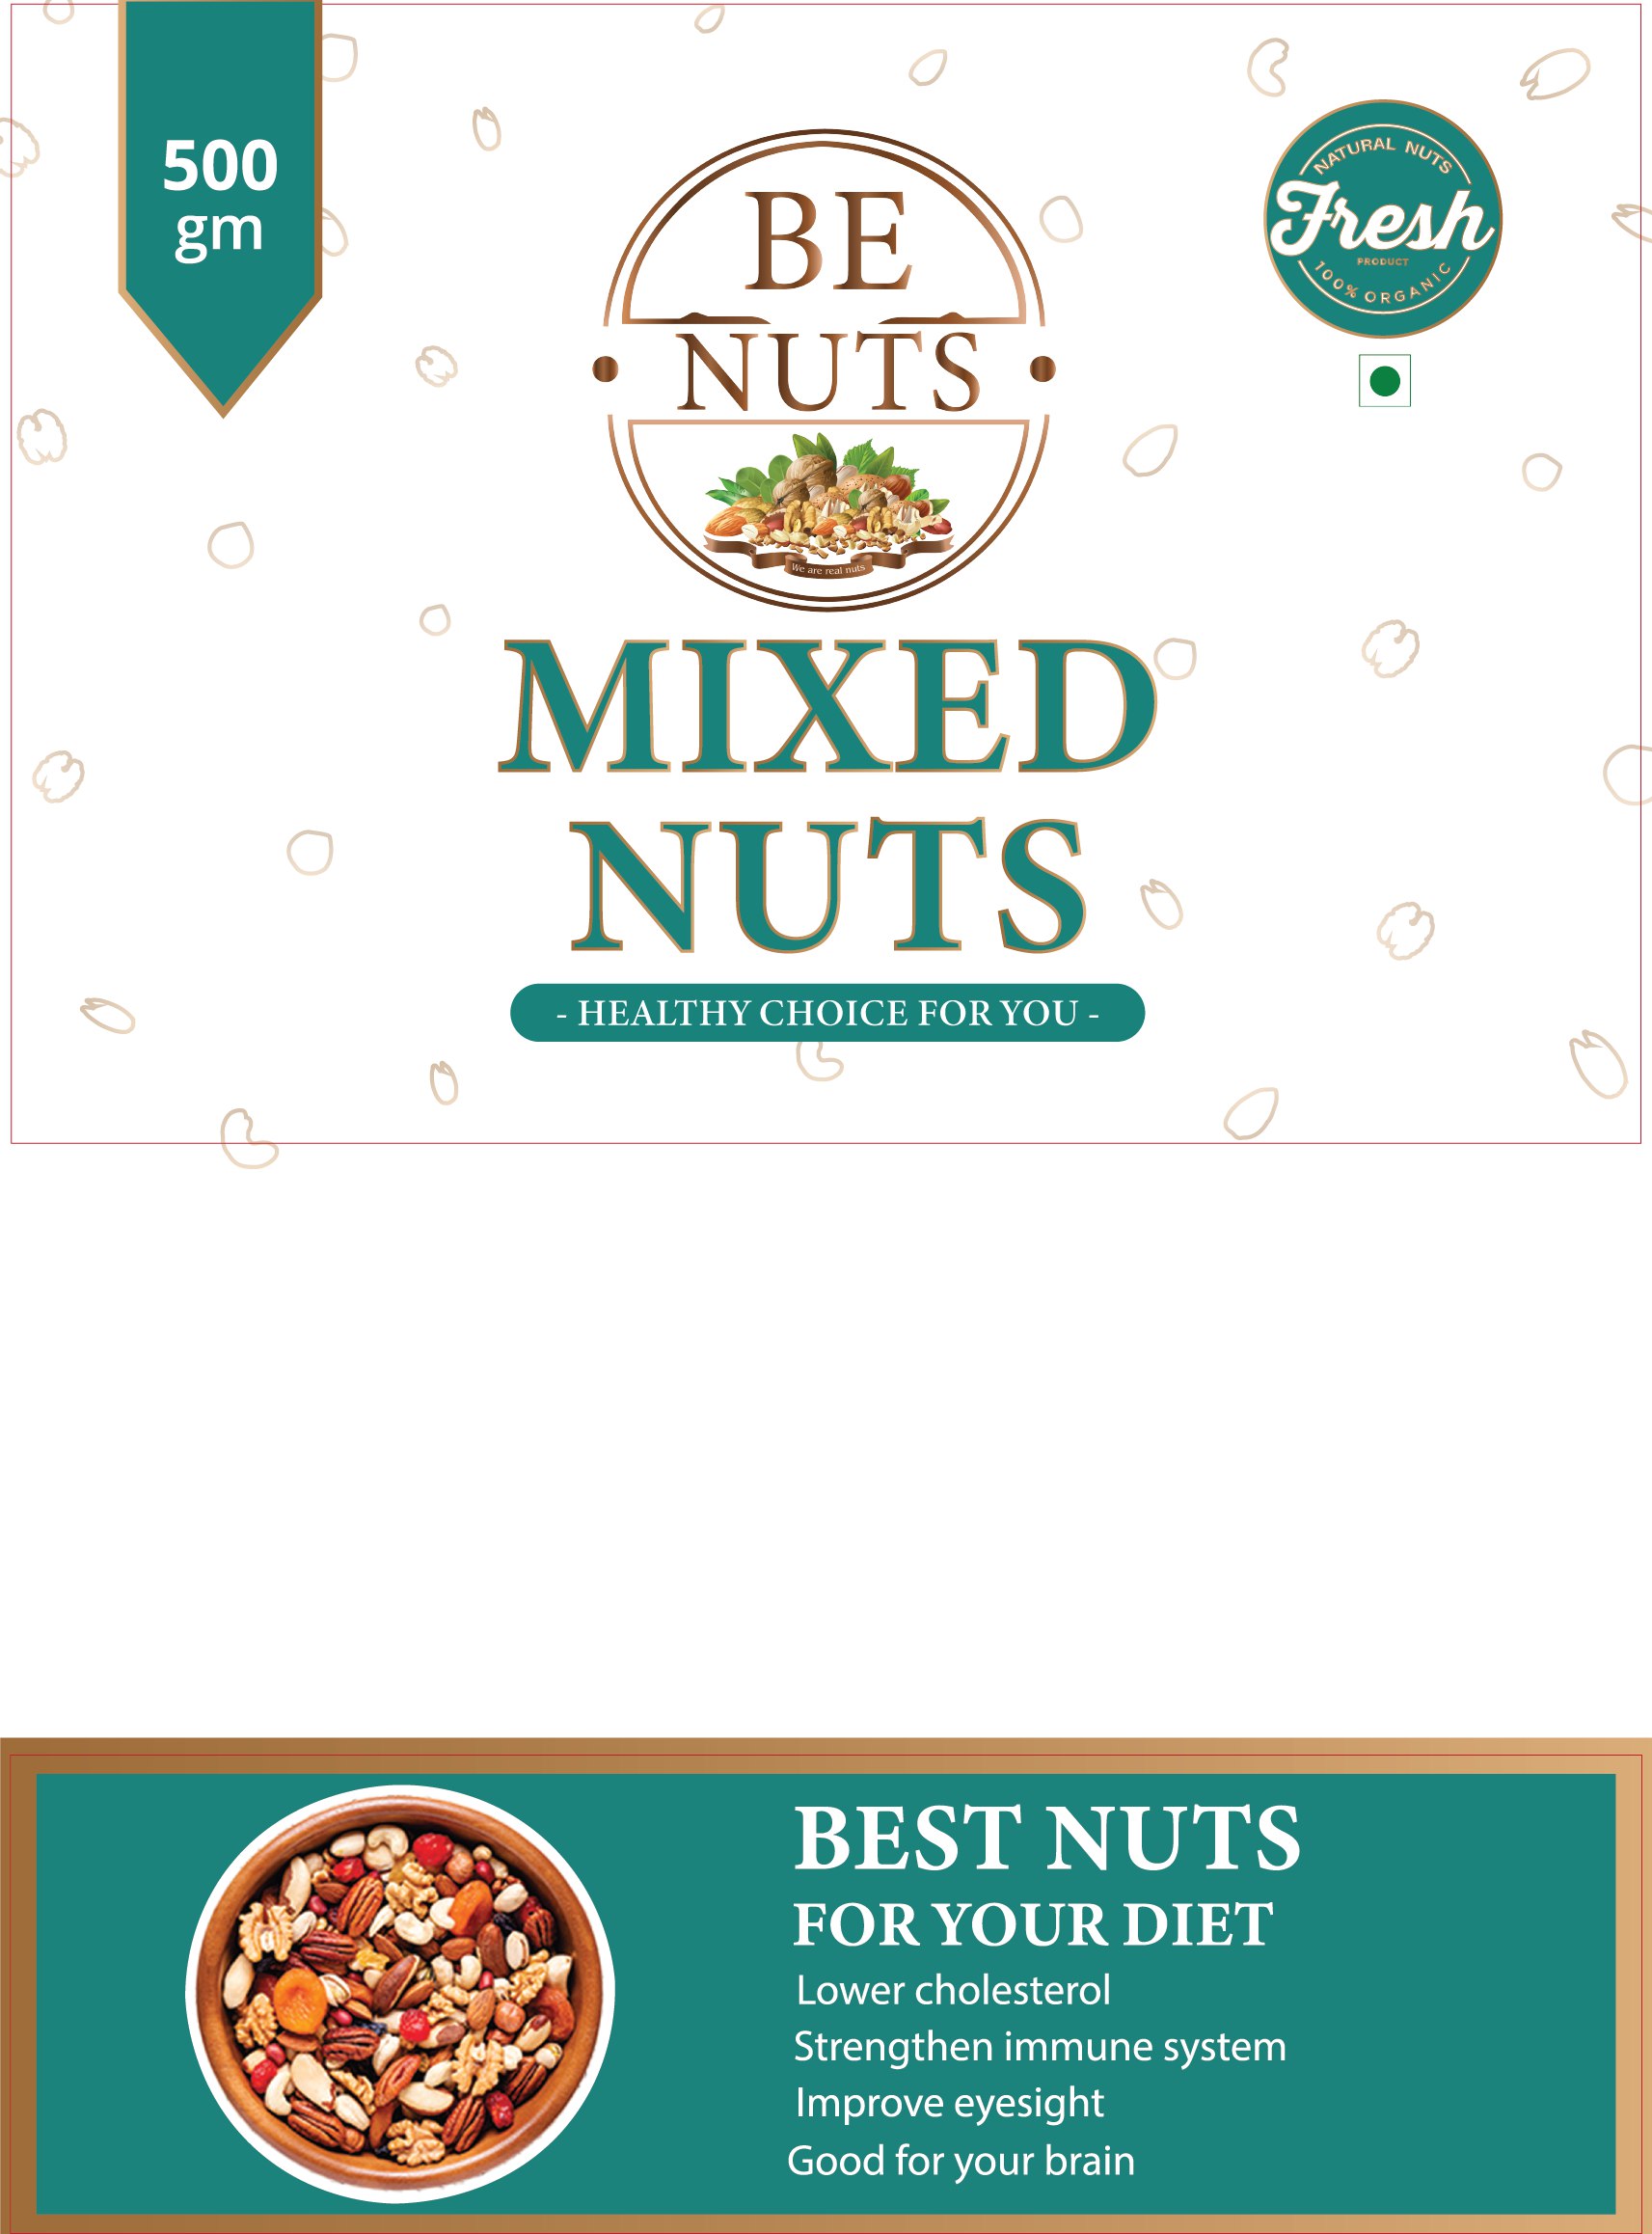 500
gm
BE
NUTS
We are real nuts
NATURAL NUTS
Fresh
PRODUCT
100% ORGANIC
MIXED
NUTS
- HEALTHY CHOICE FOR YOU -
BEST NUTS
FOR YOUR DIET
Lower cholesterol
Strengthen immune system
Improve eyesight
Good for your brain